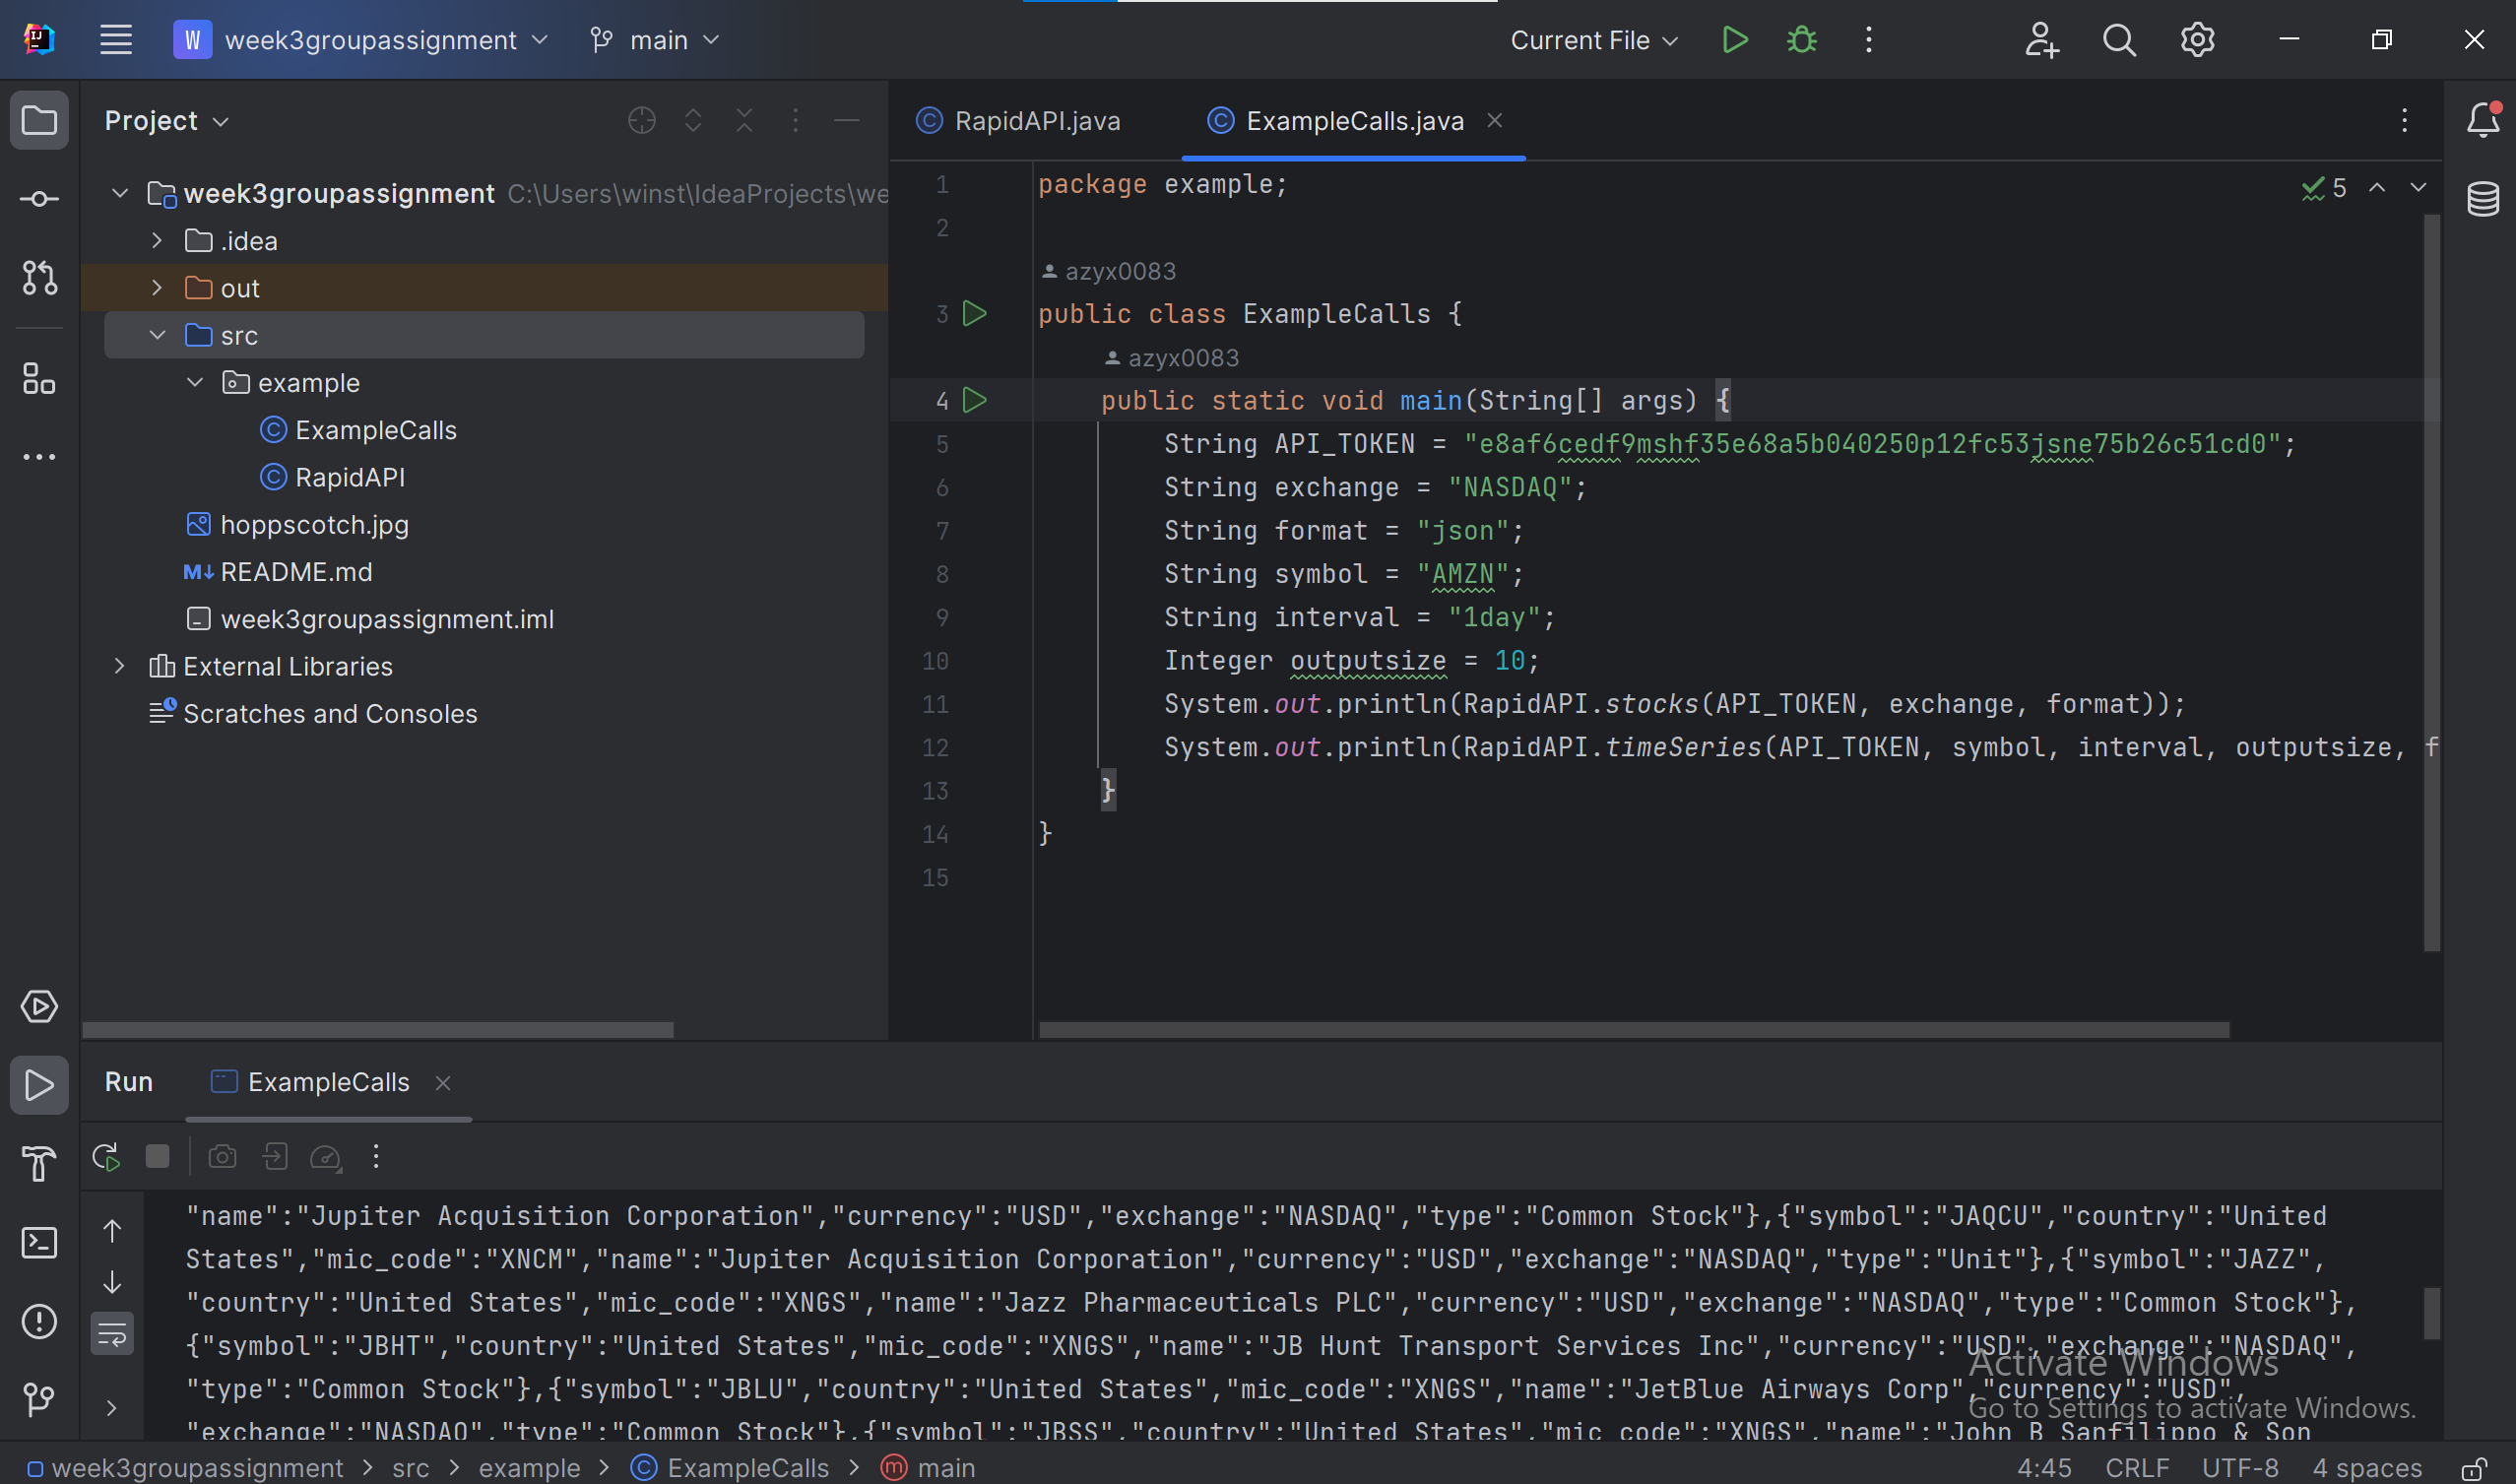 W week3groupassignment main Current File
Project
week3groupassignment C:\Users\winst\IdeaProjects\we
.idea
out
src
example
ExampleCalls
RapidAPI
hoppscotch.jpg
README.md
week3groupassignment.iml
External Libraries
Scratches and Consoles
RapidAPI.java ExampleCalls.java
5
1 package example;
2
azyx0083
3 public class ExampleCalls {
azyx0083
4 public static void main(String[] args) {
5 String API_TOKEN = "e8af6cedf9mshf35e68a5b040250p12fc53jsne75b26c51cd0";
6 String exchange = "NASDAQ";
7 String format = "json";
8 String symbol = "AMZN";
9 String interval = "1day";
10 Integer outputsize = 10;
11 System.out.println(RapidAPI.stocks(API_TOKEN, exchange, format));
12 System.out.println(RapidAPI.timeSeries(API_TOKEN, symbol, interval, outputsize, f
13 }
14 }
15
Run ExampleCalls
"name":"Jupiter Acquisition Corporation","currency":"USD","exchange":"NASDAQ","type":"Common Stock"},{"symbol":"JAQCU","country":"United
States","mic_code":"XNCM","name":"Jupiter Acquisition Corporation","currency":"USD","exchange":"NASDAQ","type":"Unit"},{"symbol":"JAZZ",
"country":"United States","mic_code":"XNGS","name":"Jazz Pharmaceuticals PLC","currency":"USD","exchange":"NASDAQ","type":"Common Stock"},
{"symbol":"JBHT","country":"United States","mic_code":"XNGS","name":"JB Hunt Transport Services Inc","currency":"USD","exchange":"NASDAQ",
"type":"Common Stock"},{"symbol":"JBLU","country":"United States","mic_code":"XNGS","name":"JetBlue Airways Corp","currency":"USD",
"exchange":"NASDAQ","type":"Common Stock"},{"symbol":"JBSS","country":"United States","mic_code":"XNGS","name":"John B Sanfilippo & Son
Activate Windows
Go to Settings to activate Windows.
week3groupassignment > src > example > ExampleCalls > main 4:45 CRLF UTF-8 4 spaces